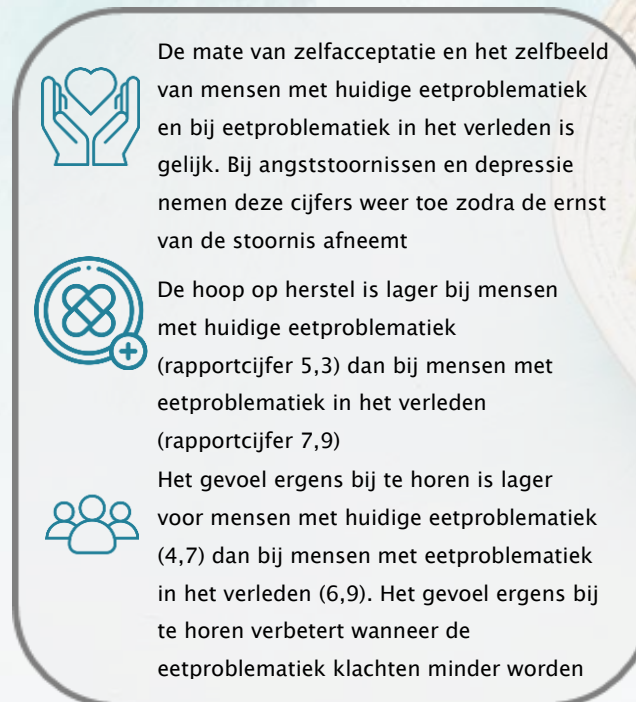 De mate van zelfacceptatie en het zelfbeeld
van mensen met huidige eetproblematiek
en bij eetproblematiek in het verleden is
gelijk. Bij angststoornissen en depressie
nemen deze cijfers weer toe zodra de ernst
van de stoornis afneemt
De hoop op herstel is lager bij mensen
met huidige eetproblematiek
(rapportcijfer 5,3) dan bij mensen met
eetproblematiek in het verleden
(rapportcijfer 7,9)
Het gevoel ergens bij te horen is lager
voor mensen met huidige eetproblematiek
(4,7) dan bij mensen met eetproblematiek
in het verleden (6,9). Het gevoel ergens bij
te horen verbetert wanneer de
eetproblematiek klachten minder worden